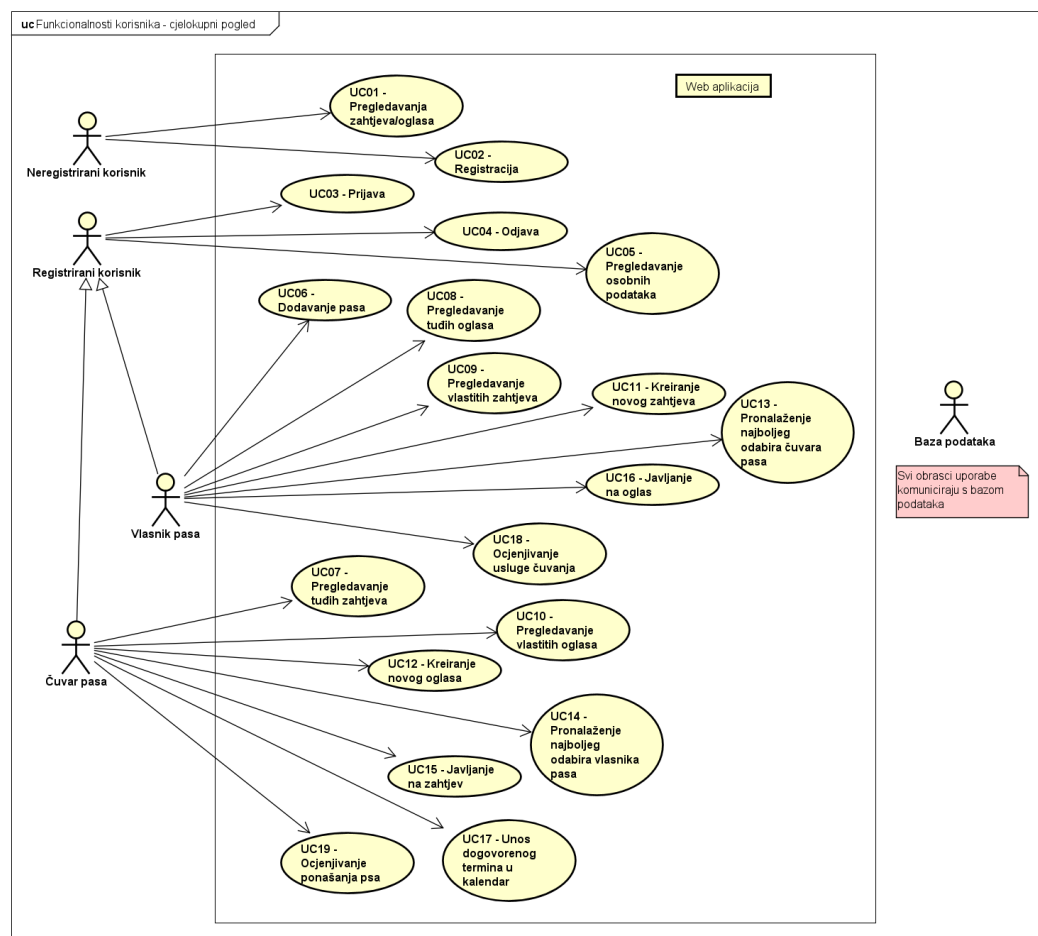 uc Funkcionalnosti korisnika - cjelokupni pogled
Web aplikacija
UC01 -
Pregledavanja
zahtjeva/oglasa
Neregistrirani korisnik
UC02 -
Registracija
UC03 - Prijava
UC04 - Odjava
Registrirani korisnik
UC05 -
Pregledavanje
osobnih
podataka
UC06 -
Dodavanje pasa
UC08 -
Pregledavanje
tuđih oglasa
UC09 -
Pregledavanje
vlastitih zahtjeva
UC11 - Kreiranje
novog zahtjeva
UC13 -
Pronalaženje
najboljeg
odabira čuvara
pasa
Baza podataka
Svi obrasci uporabe
komuniciraju s bazom
podataka
UC16 - Javljanje
na oglas
Vlasnik pasa
UC18 -
Ocjenjivanje
usluge čuvanja
UC07 -
Pregledavanje
tuđih zahtjeva
UC10 -
Pregledavanje
vlastitih oglasa
Čuvar pasa
UC12 - Kreiranje
novog oglasa
UC14 -
Pronalaženje
najboljeg
odabira vlasnika
pasa
UC15 - Javljanje
na zahtjev
UC19 -
Ocjenjivanje
ponašanja psa
UC17 - Unos
dogovorenog
termina u
kalendar